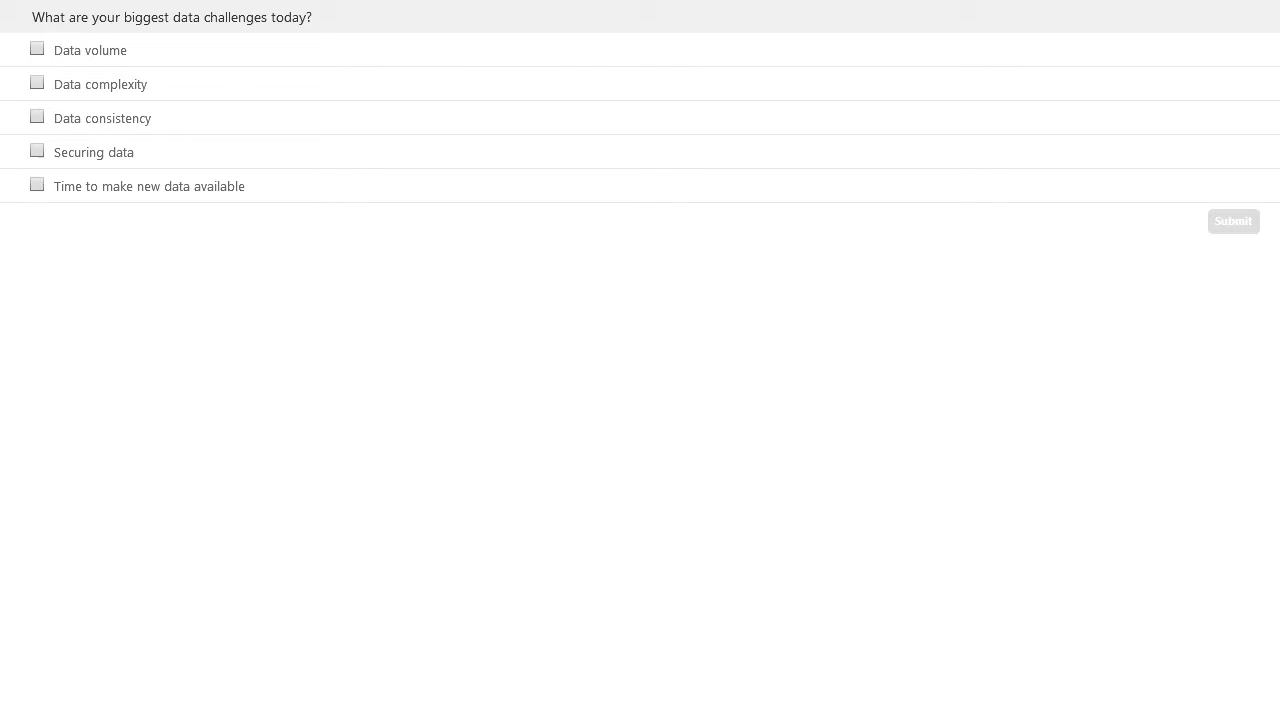 What are your biggest data challenges today?
Data volume
Data complexity
Data consistency
Securing data
Time to make new data available
Submit